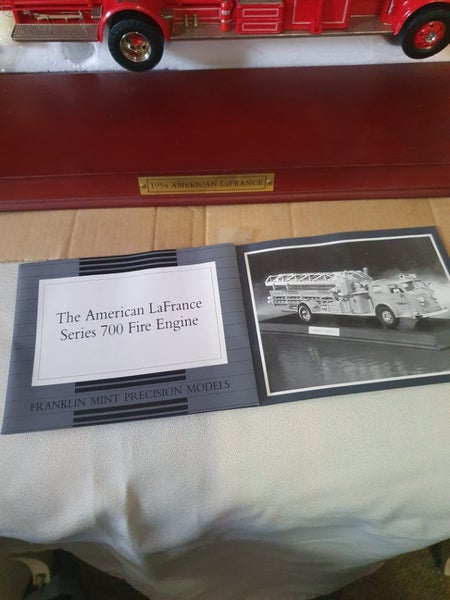 1954 AMERICAN LaFRANCE
The American LaFrance
Series 700 Fire Engine
FRANKLIN MINT PRECISION MODELS